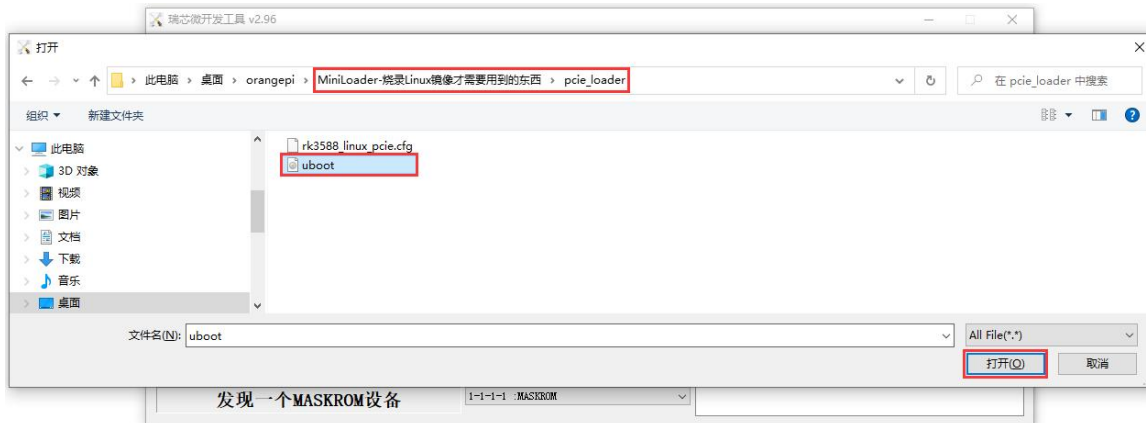 瑞芯微开发工具 v2.96
打开
此电脑 › 桌面 › orangepi › MiniLoader-烧录Linux镜像才需要用到的东西 › pcie_loader
在 pcie_loader 中搜索
组织 新建文件夹
此电脑
3D 对象
视频
图片
文档
下载
音乐
桌面
rk3588_linux_pcie.cfg
uboot
文件名(N): uboot
All File(*.*)
打开(O) 取消
发现一个MASKROM设备
1-1-1-1 :MASKROM